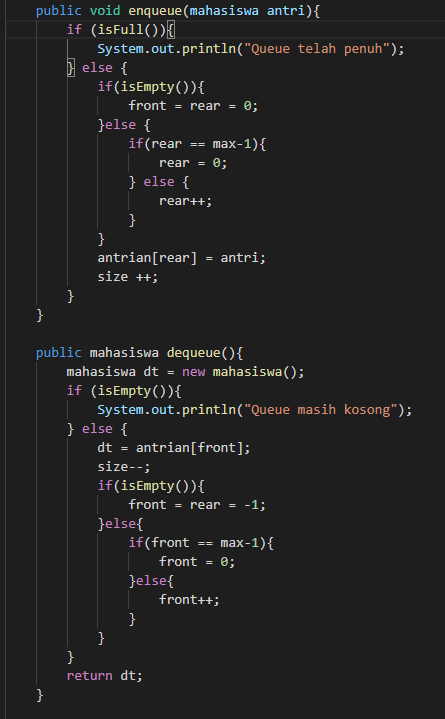 public void enqueue(mahasiswa antri){
if (isFull()){
System.out.println("Queue telah penuh");
} else {
if(isEmpty()){
front = rear = 0;
}else {
if(rear == max-1){
rear = 0;
} else {
rear++;
}
}
antrian[rear] = antri;
size ++;
}
}
public mahasiswa dequeue(){
mahasiswa dt = new mahasiswa();
if (isEmpty()){
System.out.println("Queue masih kosong");
} else {
dt = antrian[front];
size--;
if(isEmpty()){
front = rear = -1;
}else{
if(front == max-1){
front = 0;
}else{
front++;
}
}
}
return dt;
}